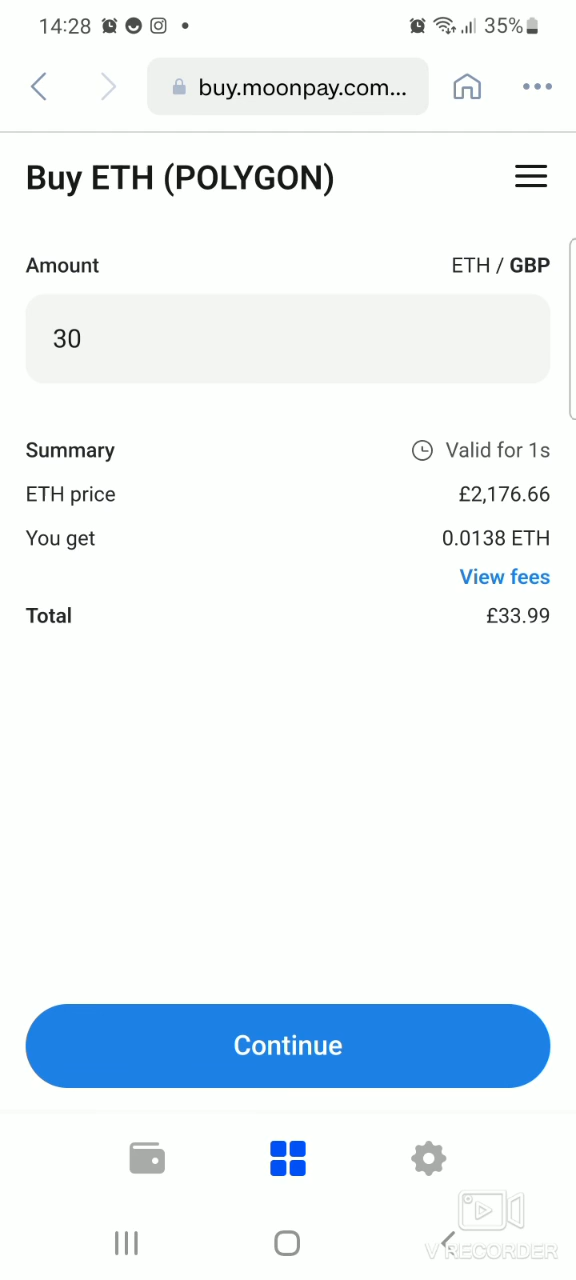 14:28
35%
buy.moonpay.com...
Buy ETH (POLYGON)
Amount
ETH / GBP
30
Summary
Valid for 1s
ETH price
£2,176.66
You get
0.0138 ETH
View fees
Total
£33.99
Continue
V RECORDER